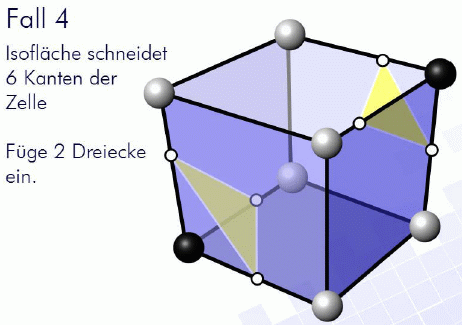 Fall 4
Isofläche schneidet
6 Kanten der
Zelle
Füge 2 Dreiecke
ein.